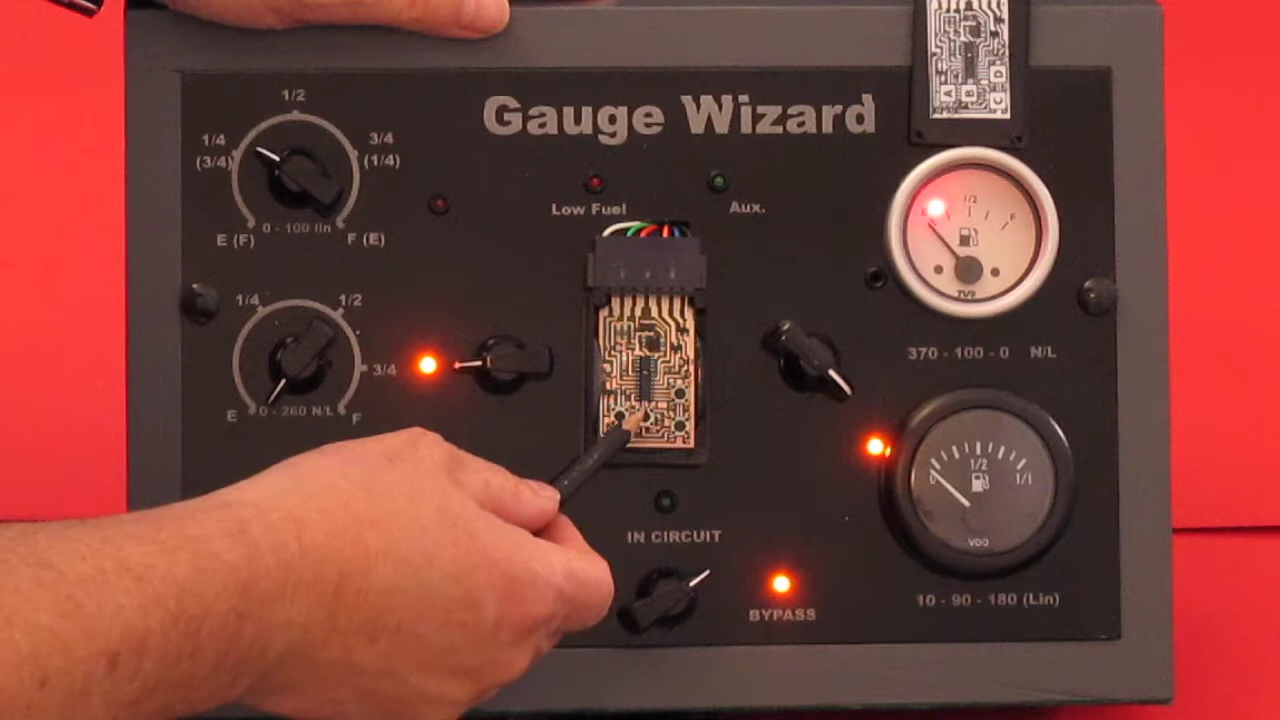 Gauge Wizard
1/2
1/4
(3/4)
3/4
(1/4)
E (F)
0 - 100 lin
F (E)
Low Fuel
Aux.
A
B
C
D
1/2
F
370 - 100 - 0 N/L
1/4
1/2
3/4
E
0 - 260 N/L
F
IN CIRCUIT
BYPASS
0
1/2
1/1
VDO
10 - 90 - 180 (Lin)